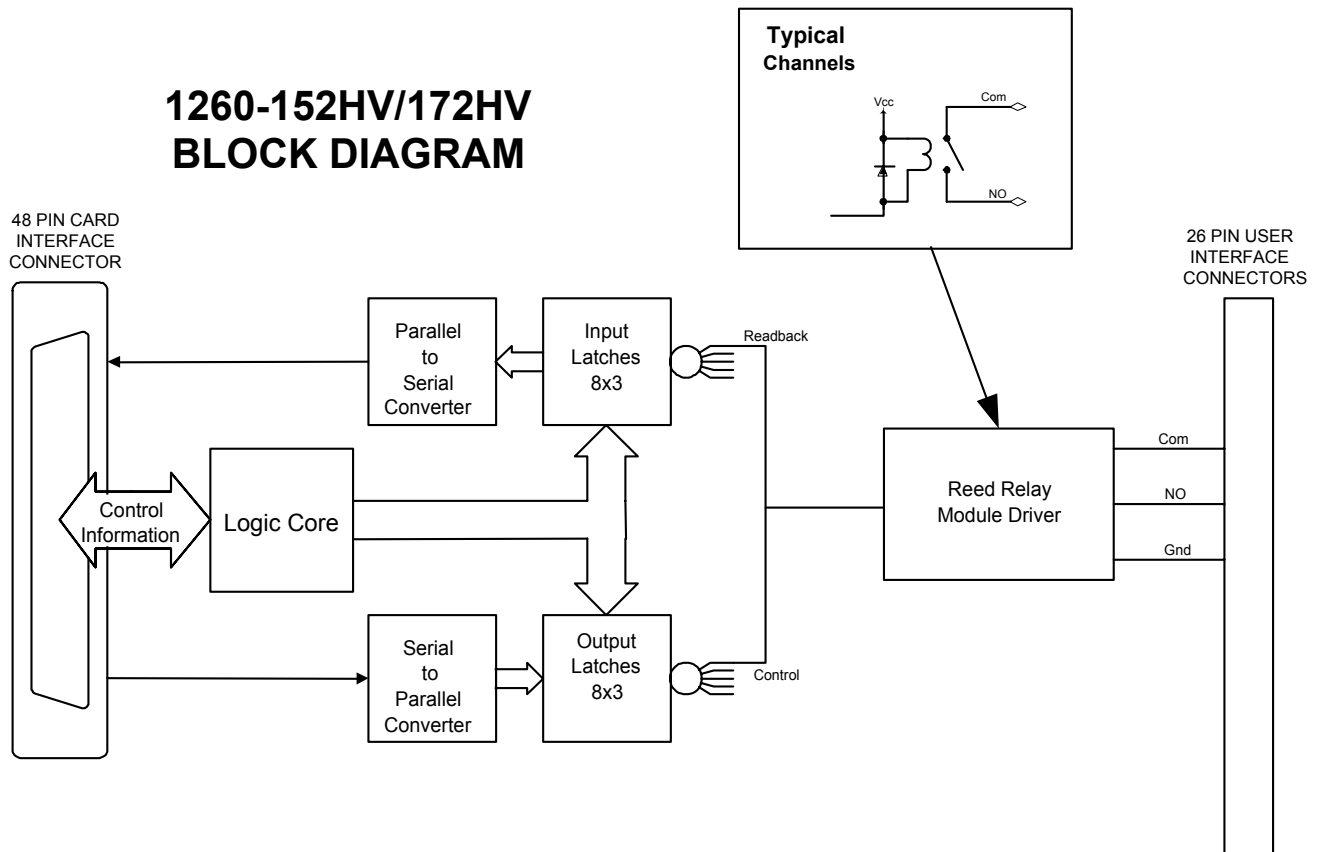 1260-152HV/172HV
BLOCK DIAGRAM
Typical
Channels
Vcc
Com
NO
48 PIN CARD
INTERFACE
CONNECTOR
26 PIN USER
INTERFACE
CONNECTORS
Parallel
to
Serial
Converter
Input
Latches
8x3
Readback
Control
Information
Logic Core
Reed Relay
Module Driver
Com
NO
Gnd
Serial
to
Parallel
Converter
Output
Latches
8x3
Control